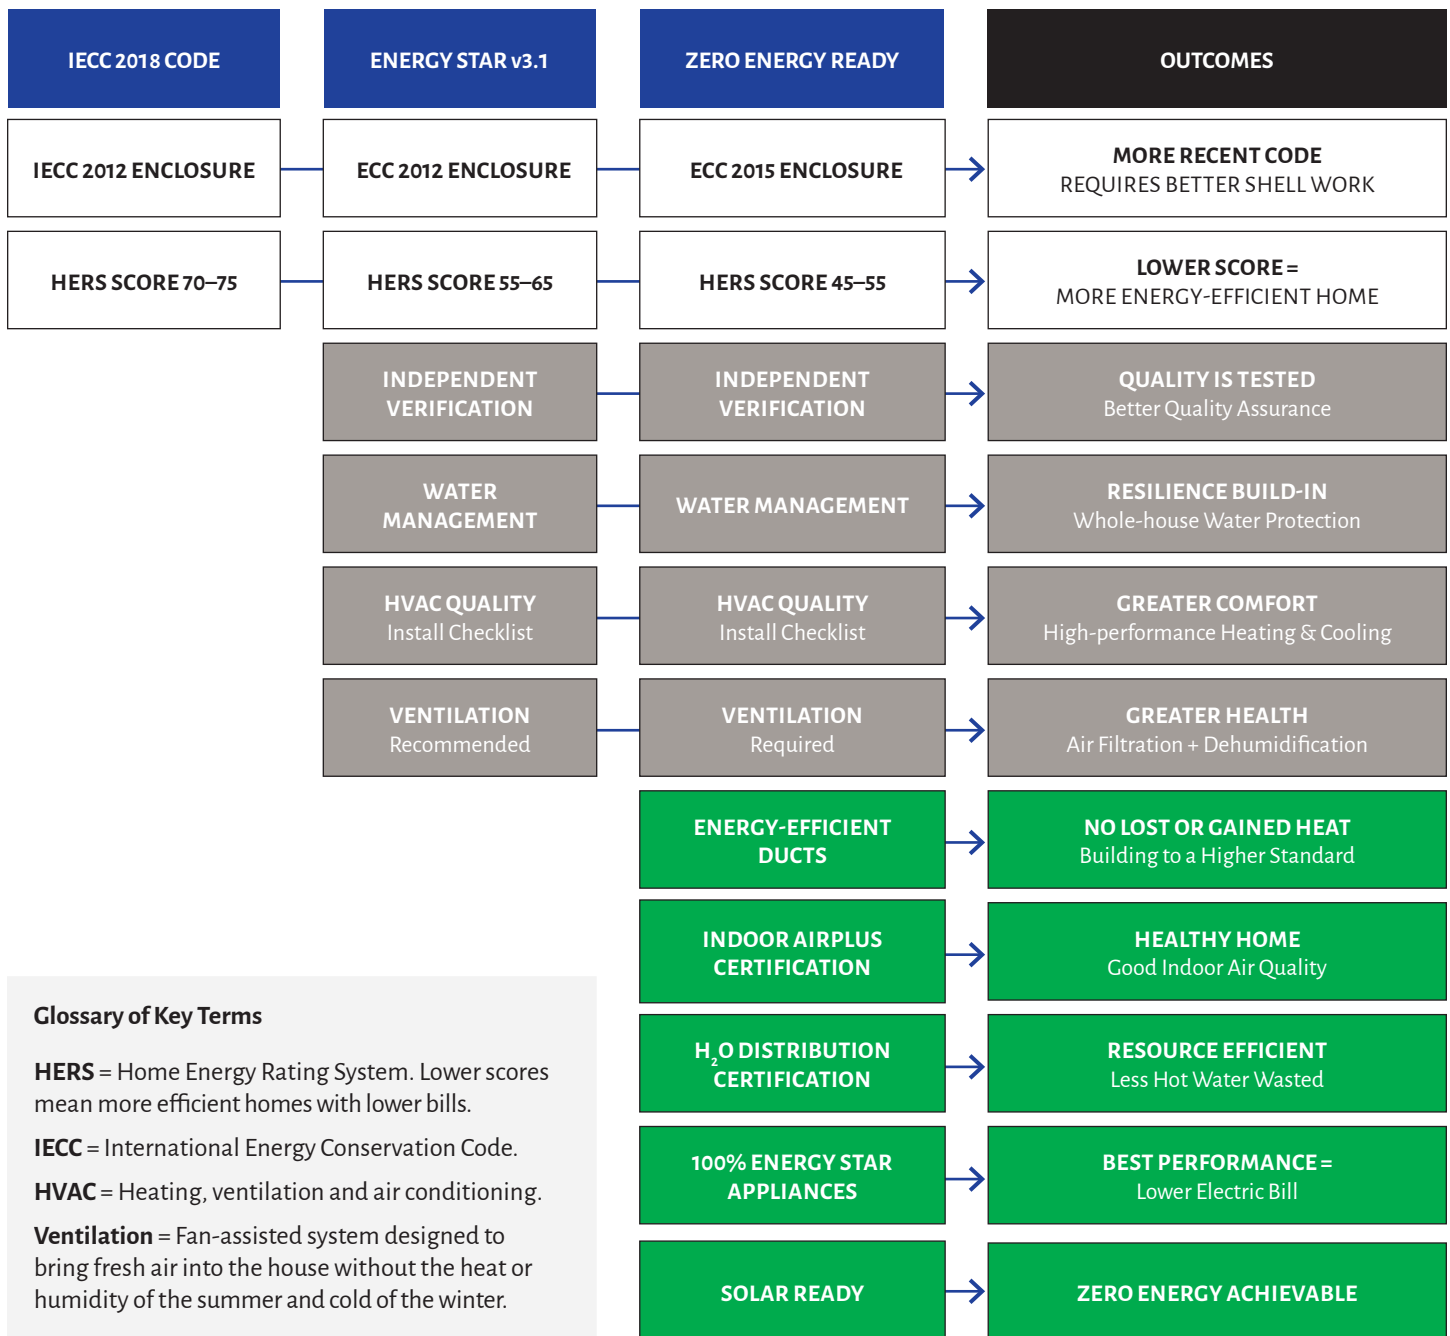 IECC 2018 CODE
ENERGY STAR v3.1
ZERO ENERGY READY
OUTCOMES
IECC 2012 ENCLOSURE
ECC 2012 ENCLOSURE
ECC 2015 ENCLOSURE
MORE RECENT CODE
REQUIRES BETTER SHELL WORK
HERS SCORE 70–75
HERS SCORE 55–65
HERS SCORE 45–55
LOWER SCORE =
MORE ENERGY-EFFICIENT HOME
INDEPENDENT
VERIFICATION
INDEPENDENT
VERIFICATION
QUALITY IS TESTED
Better Quality Assurance
WATER
MANAGEMENT
WATER MANAGEMENT
RESILIENCE BUILD-IN
Whole-house Water Protection
HVAC QUALITY
Install Checklist
HVAC QUALITY
Install Checklist
GREATER COMFORT
High-performance Heating & Cooling
VENTILATION
Recommended
VENTILATION
Required
GREATER HEALTH
Air Filtration + Dehumidification
ENERGY-EFFICIENT
DUCTS
NO LOST OR GAINED HEAT
Building to a Higher Standard
INDOOR AIRPLUS
CERTIFICATION
HEALTHY HOME
Good Indoor Air Quality
H₂O DISTRIBUTION
CERTIFICATION
RESOURCE EFFICIENT
Less Hot Water Wasted
100% ENERGY STAR
APPLIANCES
BEST PERFORMANCE =
Lower Electric Bill
SOLAR READY
ZERO ENERGY ACHIEVABLE
Glossary of Key Terms
HERS = Home Energy Rating System. Lower scores
mean more efficient homes with lower bills.
IECC = International Energy Conservation Code.
HVAC = Heating, ventilation and air conditioning.
Ventilation = Fan-assisted system designed to
bring fresh air into the house without the heat or
humidity of the summer and cold of the winter.